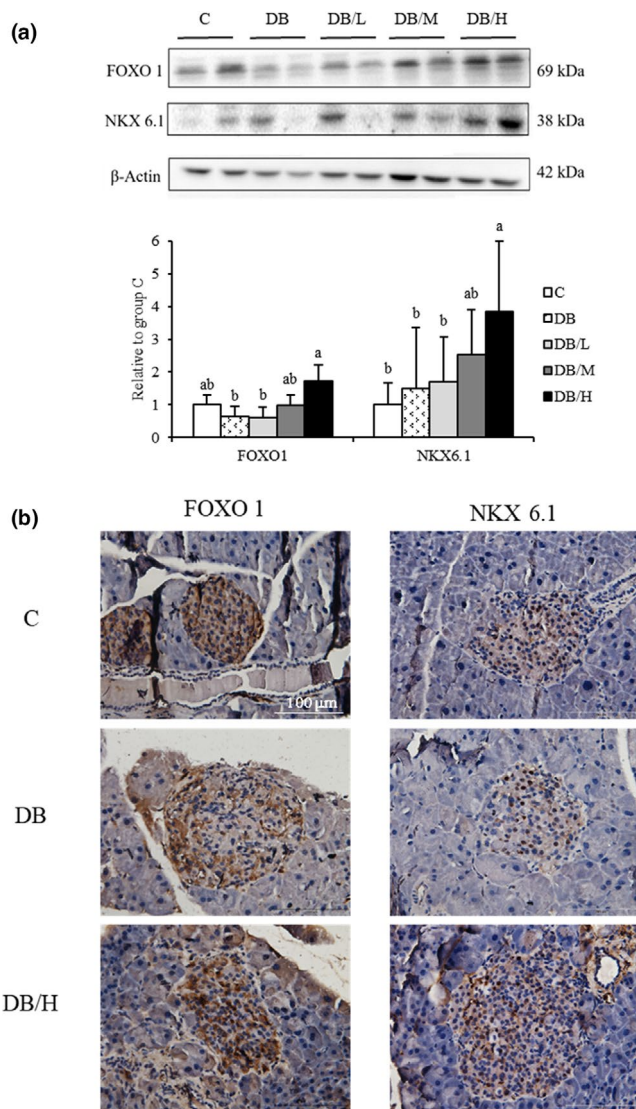 (a)
C DB DB/L DB/M DB/H
FOXO 1 69 kDa
NKX 6.1 38 kDa
β-Actin 42 kDa
Relative to group C
6
5
4
3
2
1
0
ab b b ab a
b b b ab a
FOXO1 NKX6.1
C
DB
DB/L
DB/M
DB/H
(b)
FOXO 1 NKX 6.1
C
100 μm
DB
DB/H